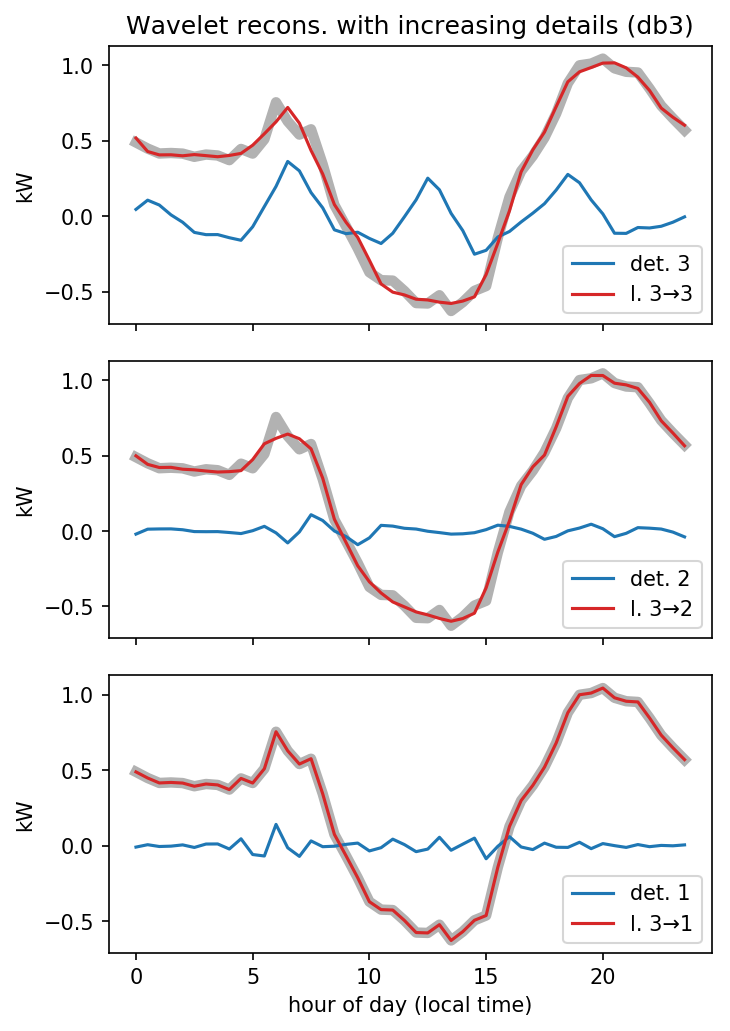 Wavelet recons. with increasing details (db3)
1.0
0.5
0.0
−0.5
kW
det. 3
l. 3→3
1.0
0.5
0.0
−0.5
kW
det. 2
l. 3→2
1.0
0.5
0.0
−0.5
kW
det. 1
l. 3→1
0 5 10 15 20
hour of day (local time)